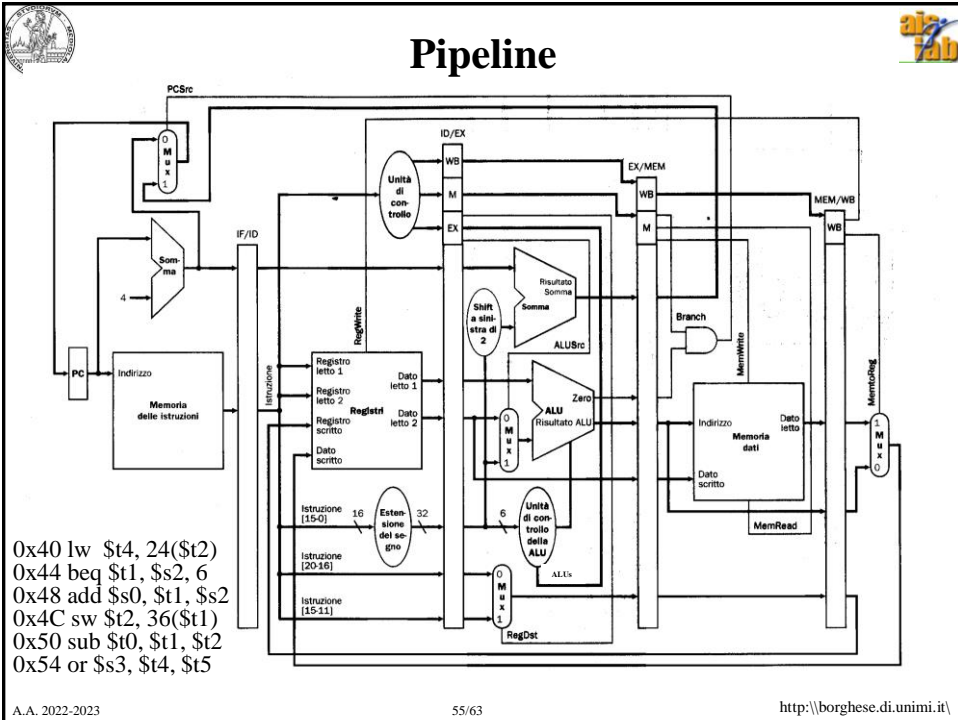 Pipeline
PCSrc
ID/EX
EX/MEM
MEM/WB
IF/ID
0
M
u
x
1
Unità
di
con-
trollo
WB
M
EX
WB
M
WB
Som-
ma
4
Shift
a sini-
stra di
2
Risultato
Somma
Somma
Branch
RegWrite
ALUSrc
MemWrite
MemtoReg
PC
Indirizzo
Memoria
delle istruzioni
Istruzione
Registro
letto 1
Registro
letto 2
Registro
scritto
Dato
scritto
Registri
Dato
letto 1
Dato
letto 2
0
M
u
x
1
Zero
ALU
Risultato ALU
Indirizzo
Dato
letto
Memoria
dati
Dato
scritto
MemRead
1
M
u
x
0
Istruzione
[15-0]
16
Esten-
sione
del se-
gno
32
6
Unità
di con-
trollo
della
ALU
ALUs
Istruzione
[20-16]
Istruzione
[15-11]
0
M
u
x
1
RegDst
0x40 lw $t4, 24($t2)
0x44 beq $t1, $s2, 6
0x48 add $s0, $t1, $s2
0x4C sw $t2, 36($t1)
0x50 sub $t0, $t1, $t2
0x54 or $s3, $t4, $t5
A.A. 2022-2023
55/63
http:\\borghese.di.unimi.it\